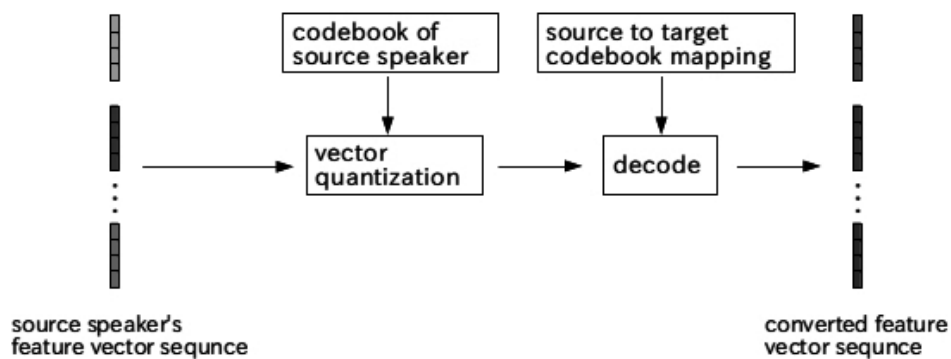 codebook of
source speaker
source to target
codebook mapping
vector
quantization
decode
source speaker's
feature vector sequnce
converted feature
vector sequnce